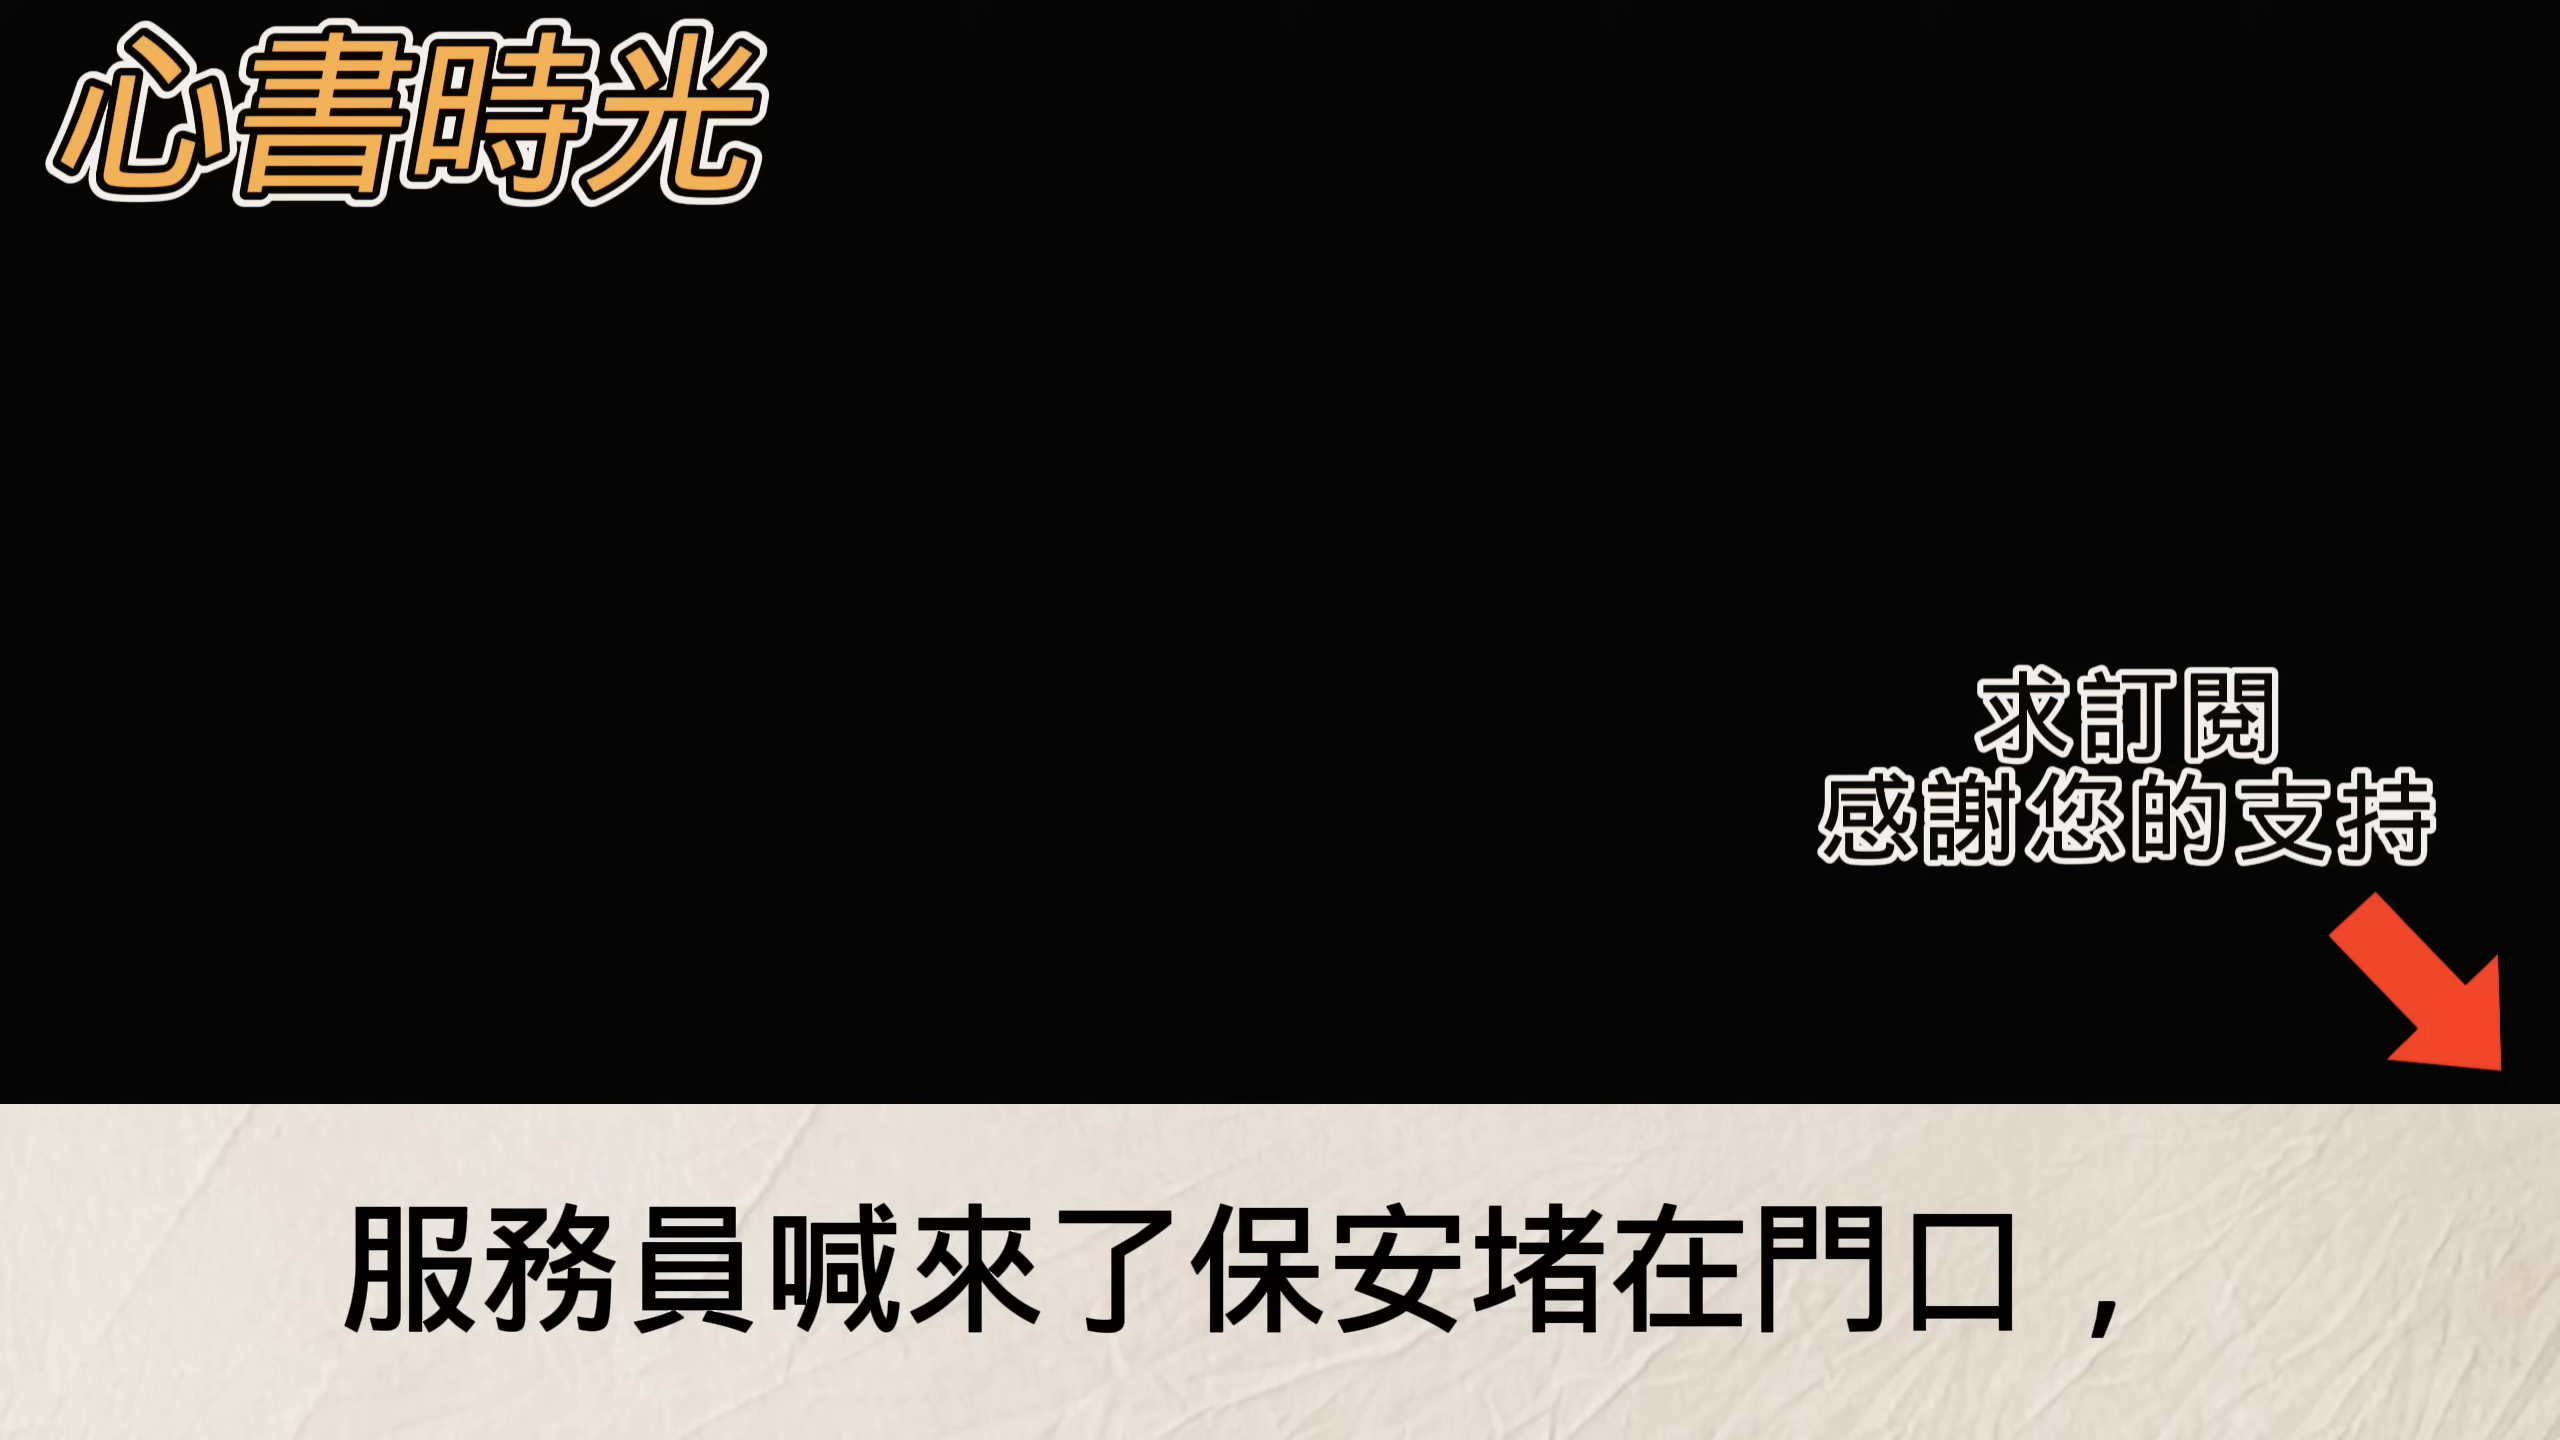 心書時光
求訂閱
感謝您的支持
服務員喊來了保安堵在門口，